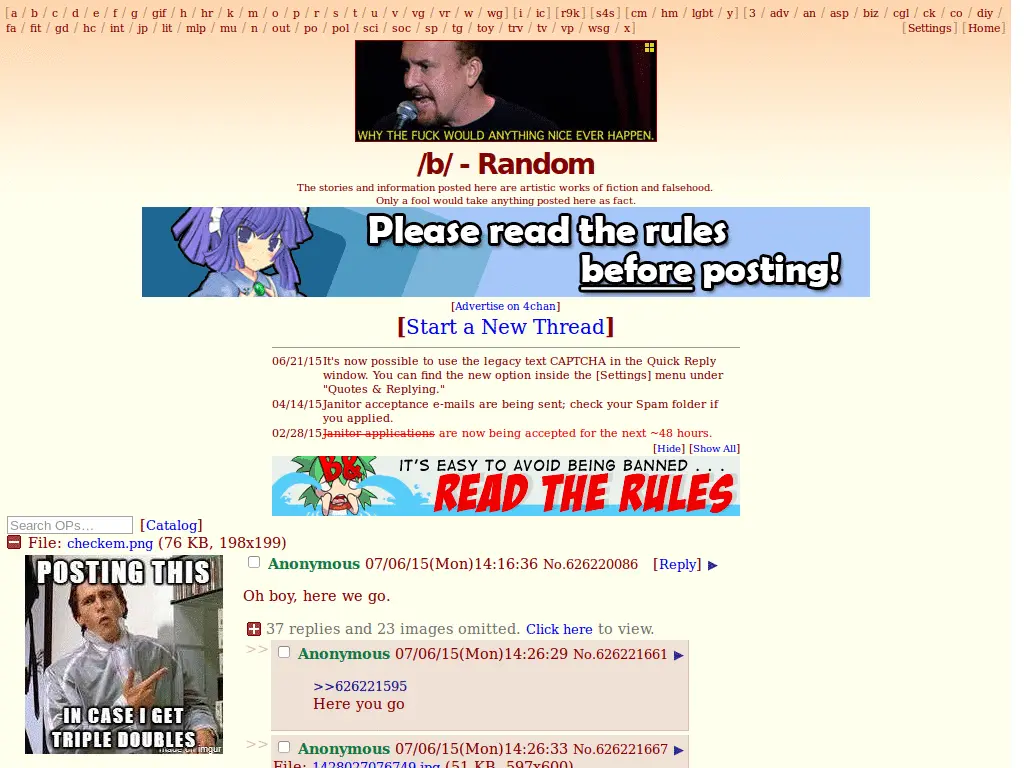 [a / b / c / d / e / f / g / gif / h / hr / k / m / o / p / r / s / t / u / v / vg / vr / w / wg] [i / ic] [r9k] [s4s] [cm / hm / lgbt / y] [3 / adv / an / asp / biz / cgl / ck / co / diy /
fa / fit / gd / hc / int / jp / lit / mlp / mu / n / out / po / pol / sci / soc / sp / tg / toy / trv / tv / vp / wsg / x] [Settings] [Home]
WHY THE FUCK WOULD ANYTHING NICE EVER HAPPEN.
/b/ - Random
The stories and information posted here are artistic works of fiction and falsehood.
Only a fool would take anything posted here as fact.
Please read the rules
before posting!
[Advertise on 4chan]
[Start a New Thread]
06/21/15 It's now possible to use the legacy text CAPTCHA in the Quick Reply
window. You can find the new option inside the [Settings] menu under
"Quotes & Replying."
04/14/15 Janitor acceptance e-mails are being sent; check your Spam folder if
you applied.
02/28/15 Janitor applications are now being accepted for the next ~48 hours.
[Hide] [Show All]
B&
IT'S EASY TO AVOID BEING BANNED . . .
READ THE RULES
Search OPs… [Catalog]
File: checkem.png (76 KB, 198x199)
POSTING THIS
IN CASE I GET
TRIPLE DOUBLES
made on imgur
Anonymous 07/06/15(Mon)14:16:36 No.626220086 [Reply] ▶
Oh boy, here we go.
37 replies and 23 images omitted. Click here to view.
>> Anonymous 07/06/15(Mon)14:26:29 No.626221661 ▶
>>626221595
Here you go
>> Anonymous 07/06/15(Mon)14:26:33 No.626221667 ▶
File: 1428027076749.jpg (51 KB, 597x600)